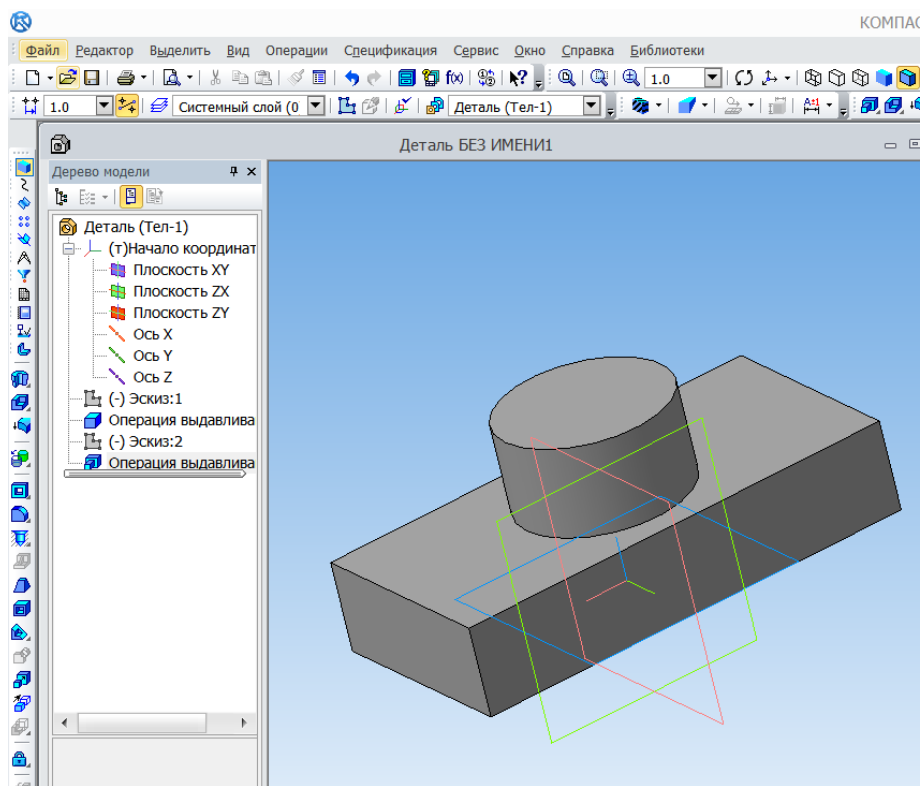 КОМПАС
Файл Редактор Выделить Вид Операции Спецификация Сервис Окно Справка Библиотеки
f(x) 1.0
1.0 Системный слой (0 Деталь (Тел-1)
Деталь БЕЗ ИМЕНИ1
Дерево модели
Деталь (Тел-1)
(т)Начало координат
Плоскость XY
Плоскость ZX
Плоскость ZY
Ось X
Ось Y
Ось Z
(-) Эскиз:1
Операция выдавлива
(-) Эскиз:2
Операция выдавлива